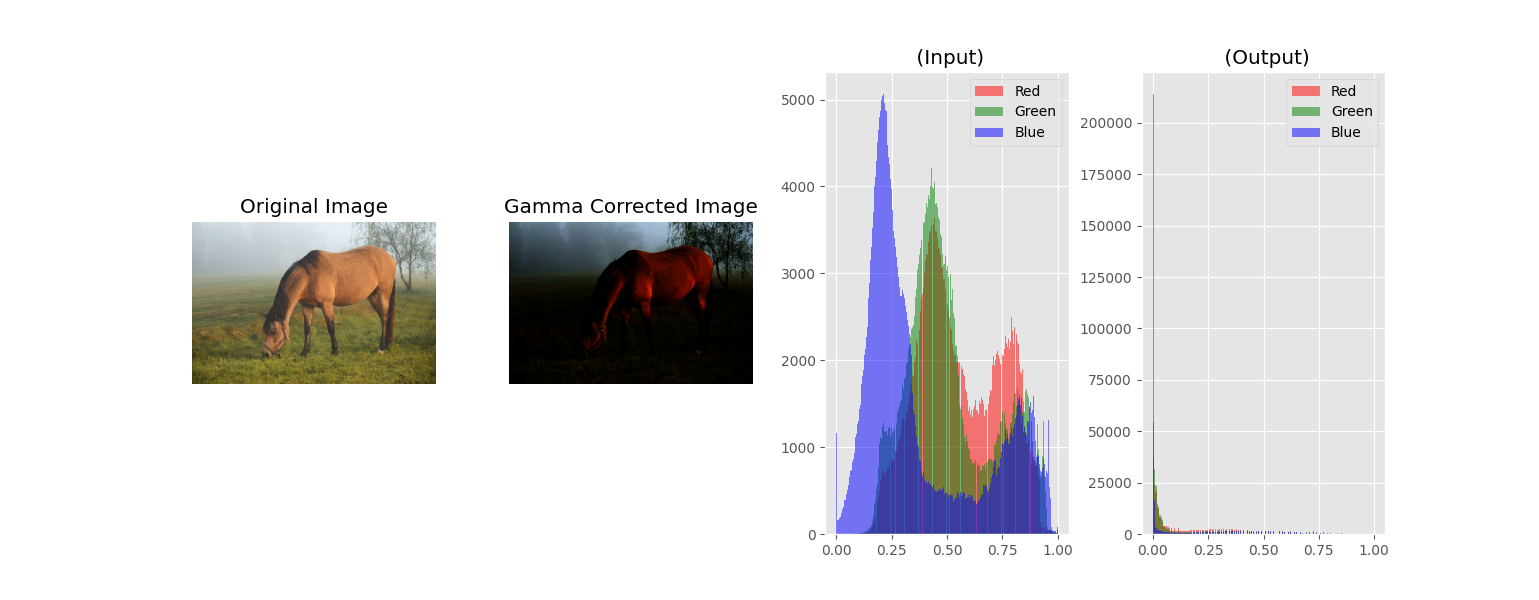 Original Image
Gamma Corrected Image
(Input)
Red
Green
Blue
5000
4000
3000
2000
1000
0
0.00 0.25 0.50 0.75 1.00
(Output)
Red
Green
Blue
200000
175000
150000
125000
100000
75000
50000
25000
0
0.00 0.25 0.50 0.75 1.00